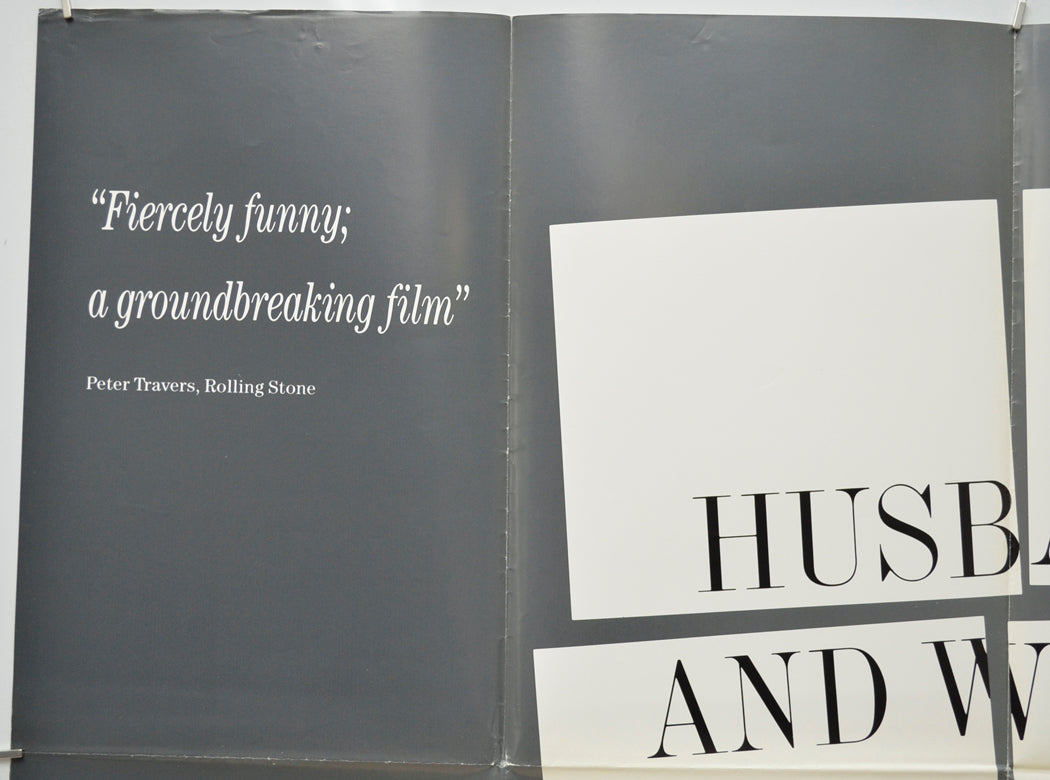 “Fiercely funny;
a groundbreaking film”
Peter Travers, Rolling Stone
HUSB
AND W